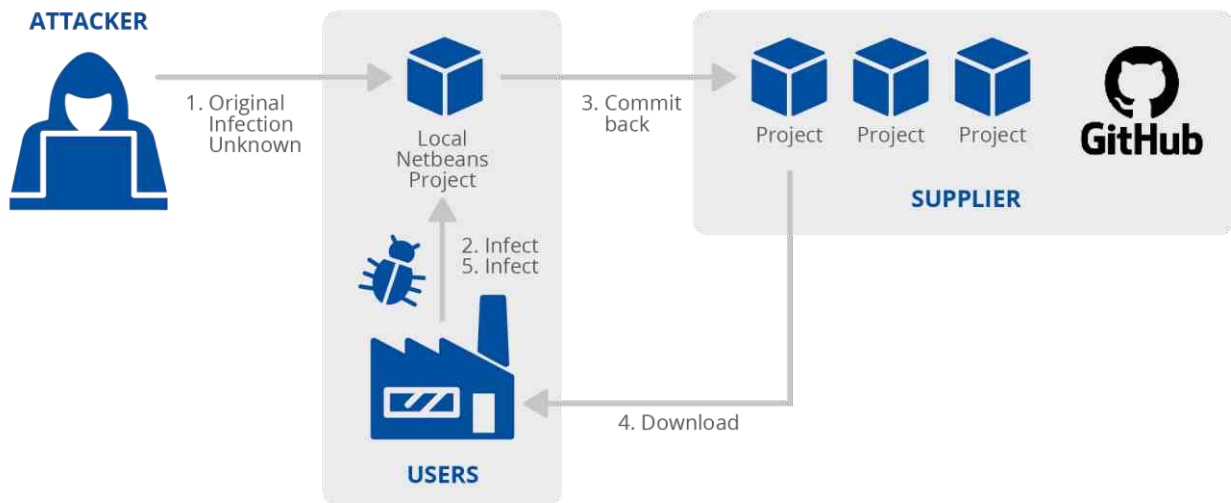 ATTACKER
1. Original
Infection
Unknown
Local
Netbeans
Project
3. Commit
back
Project
Project
Project
GitHub
SUPPLIER
2. Infect
5. Infect
4. Download
USERS